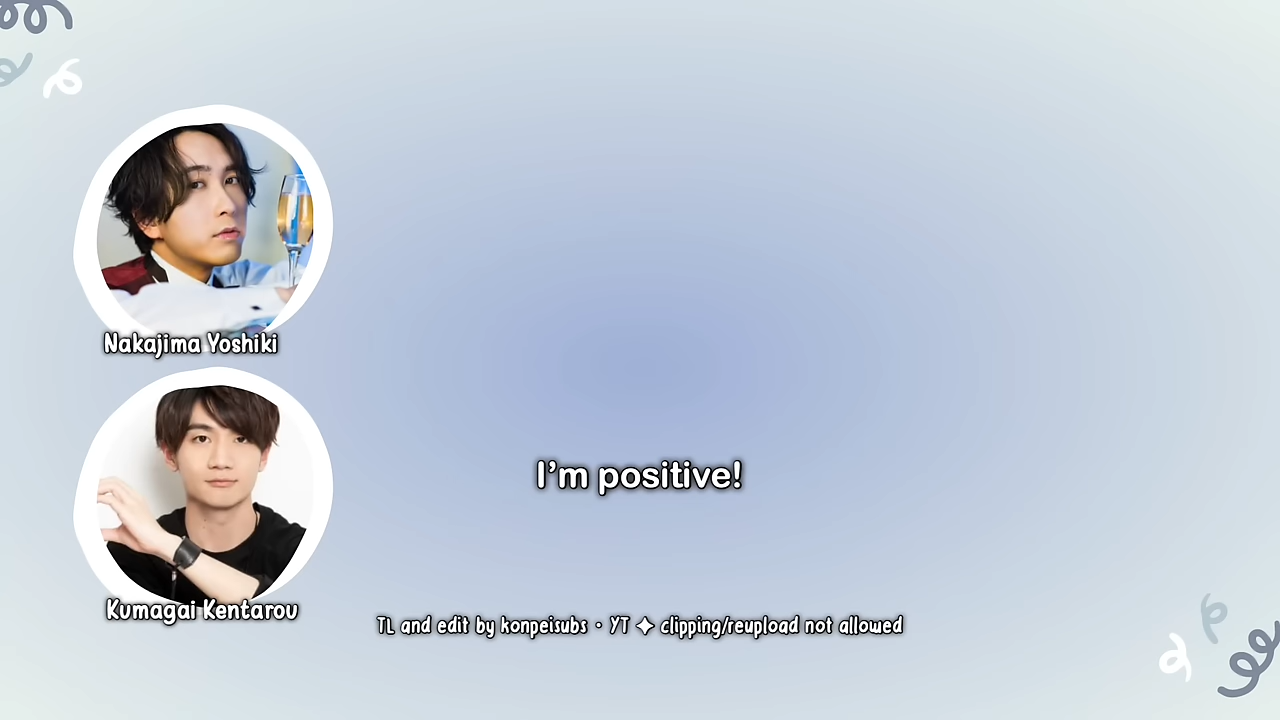 Nakajima Yoshiki
I'm positive!
Kumagai Kentarou
TL and edit by konpeisubs • YT ✦ clipping/reupload not allowed